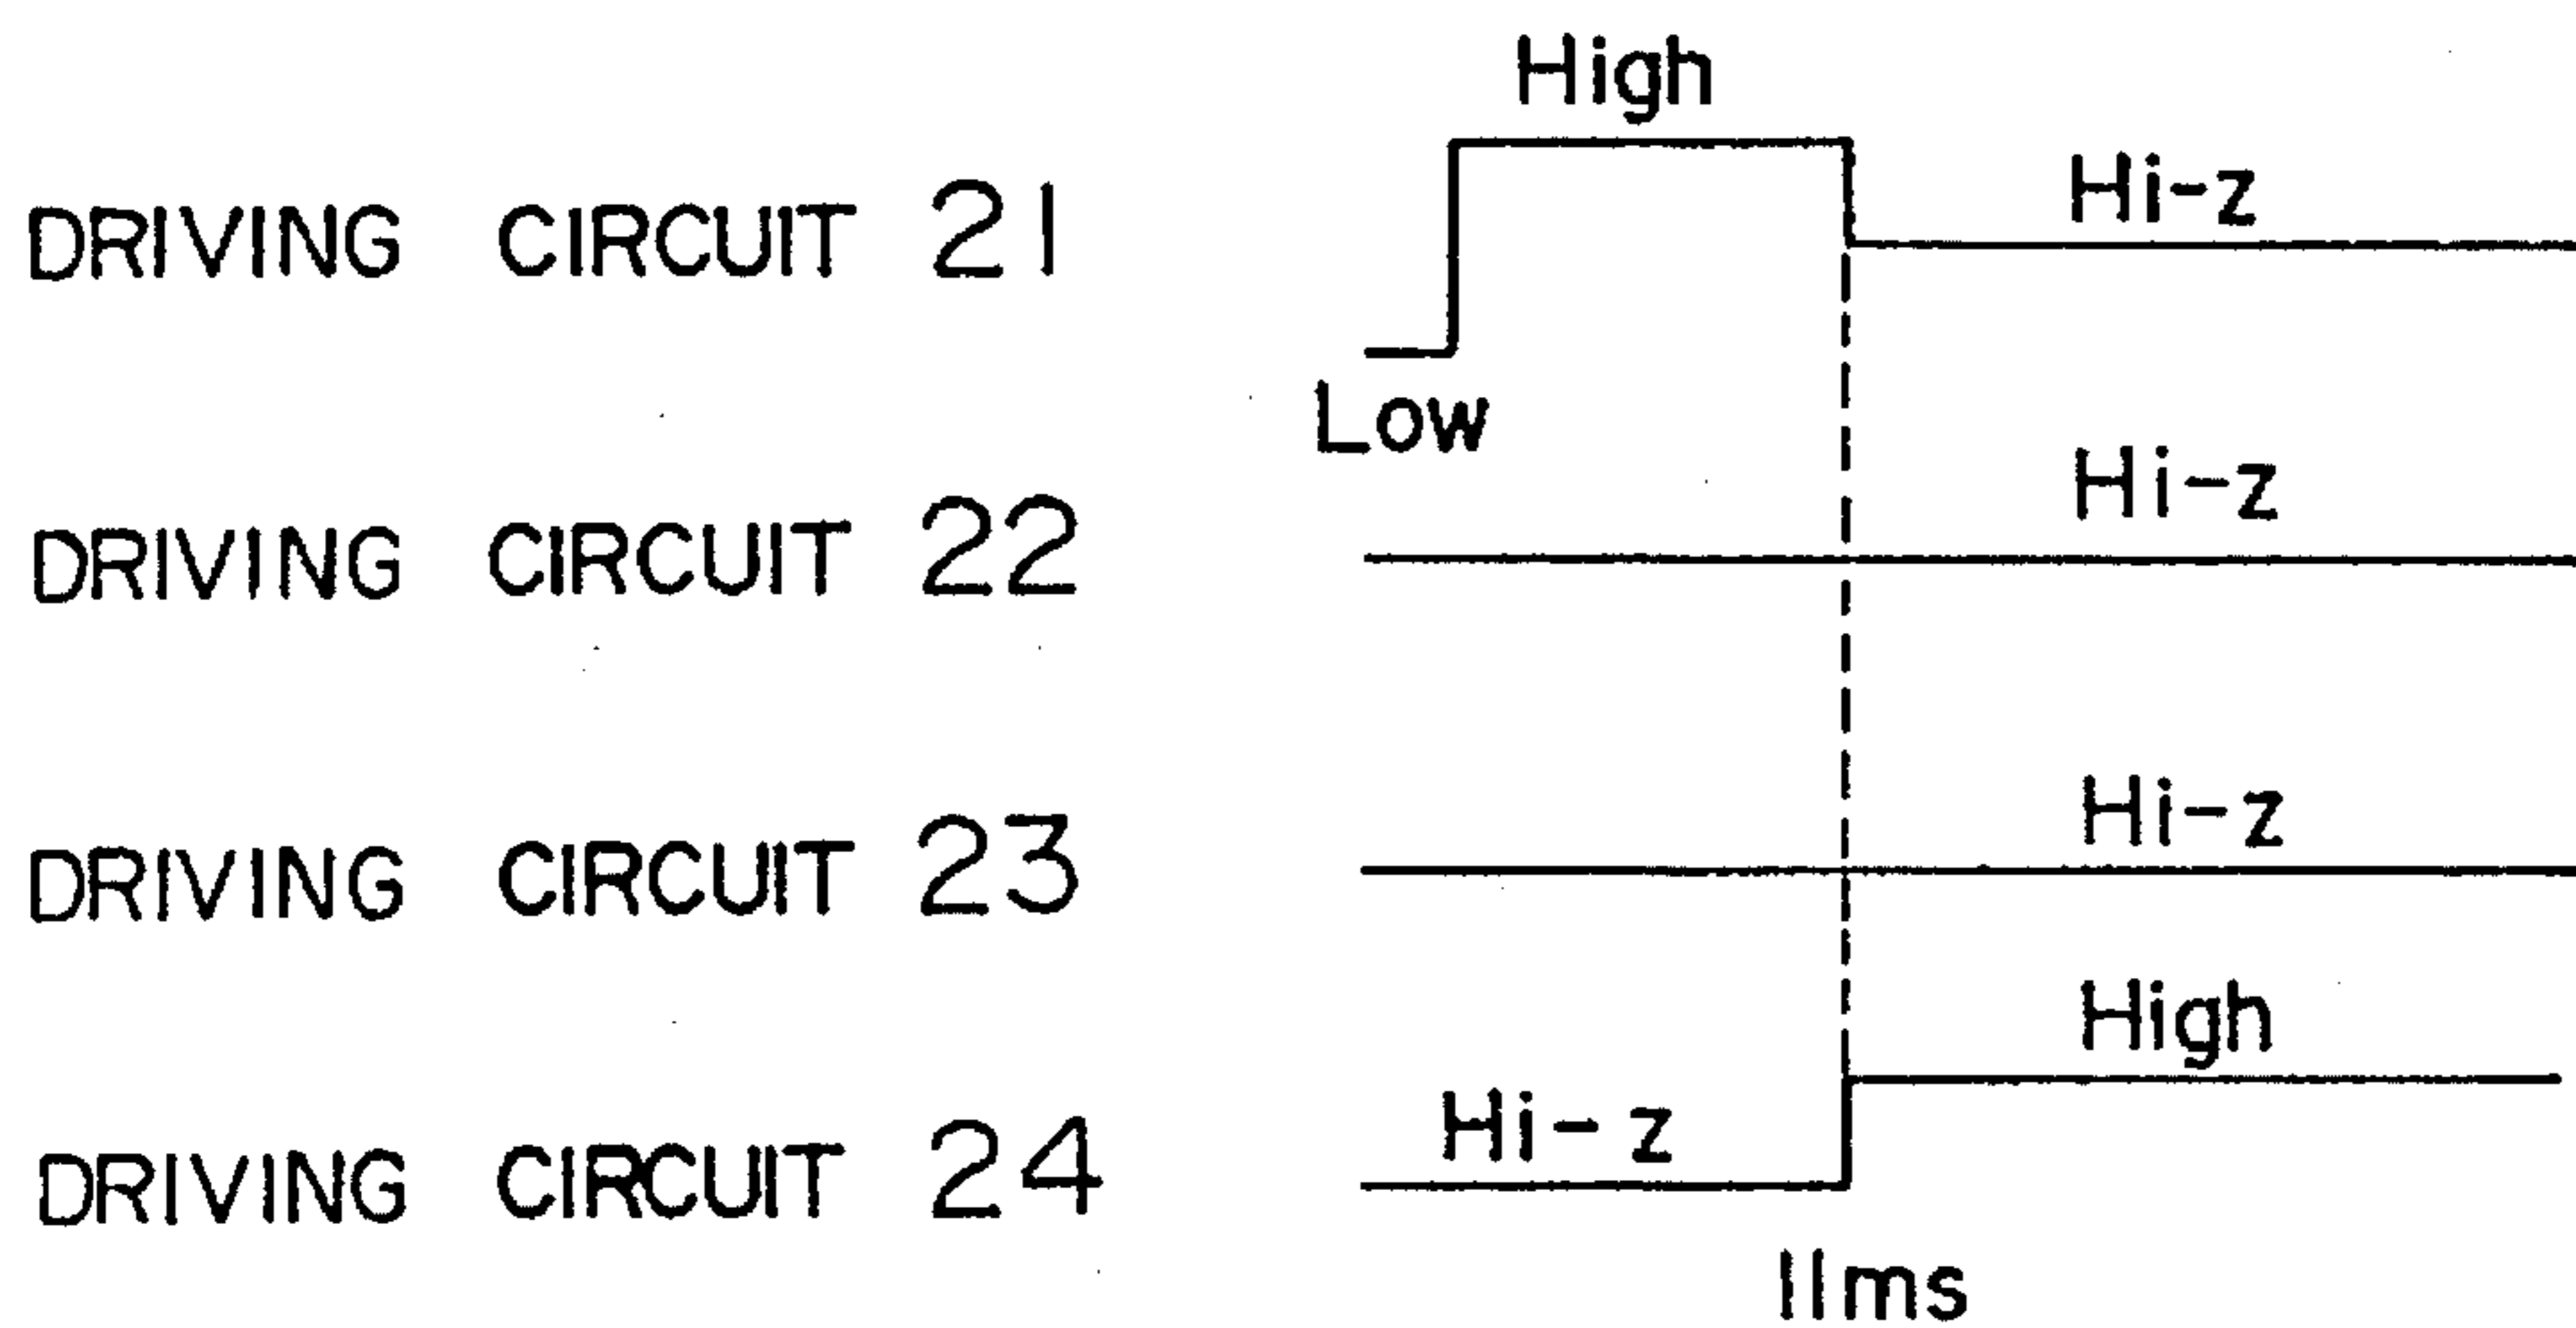 High
DRIVING CIRCUIT 21
Hi-z
Low
Hi-z
DRIVING CIRCUIT 22
Hi-z
DRIVING CIRCUIT 23
High
Hi-z
DRIVING CIRCUIT 24
11ms